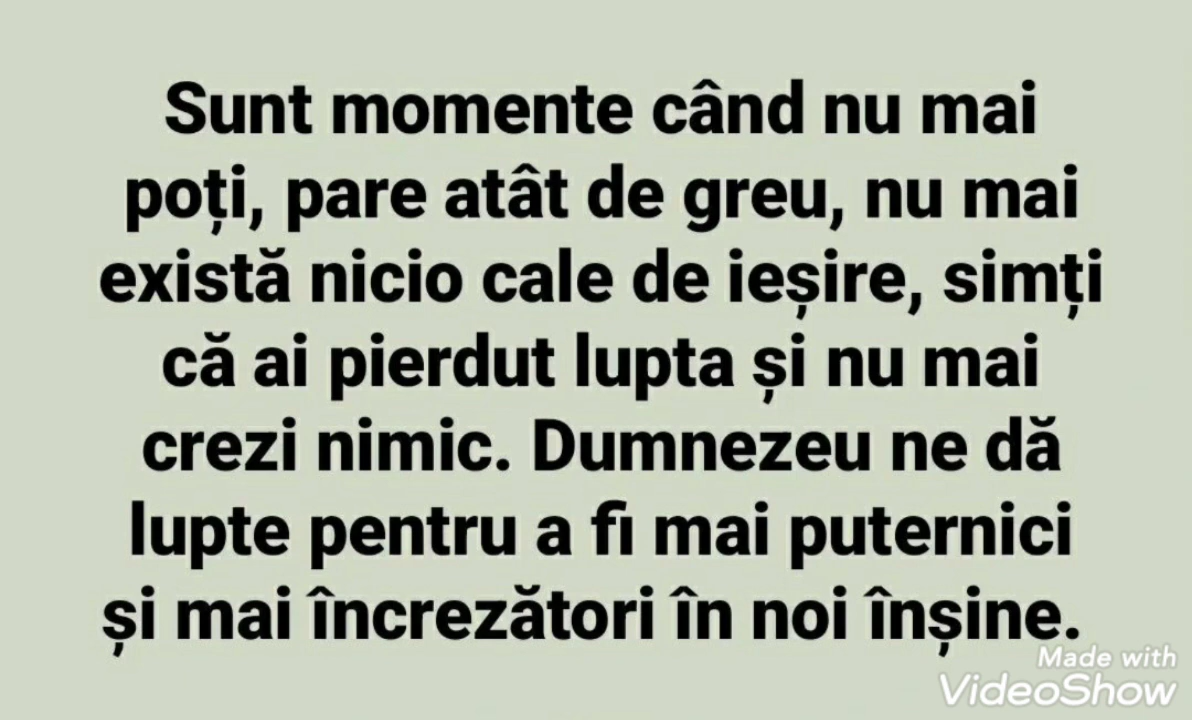 Sunt momente când nu mai
poți, pare atât de greu, nu mai
există nicio cale de ieșire, simți
că ai pierdut lupta și nu mai
crezi nimic. Dumnezeu ne dă
lupte pentru a fi mai puternici
și mai încrezători în noi înșine.
Made with
VideoShow